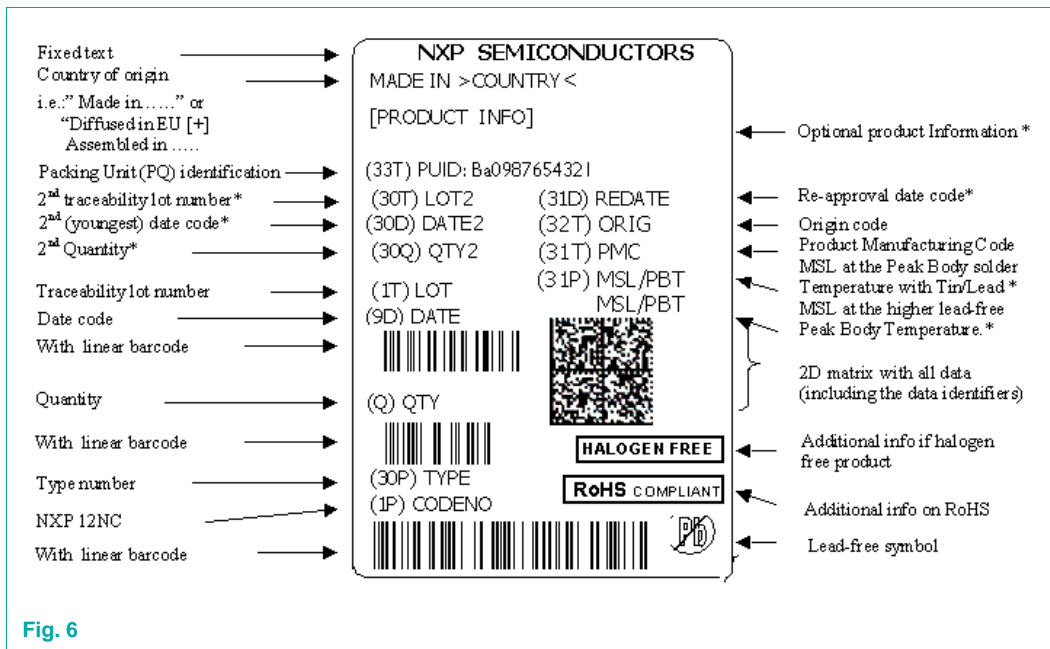 Fixed text
Country of origin
i.e.:" Made in ....." or
"Diffused in EU [+]
Assembled in .....
Packing Unit (PQ) identification
2nd traceability lot number*
2nd (youngest) date code*
2nd Quantity*
Traceability lot number
Date code
With linear barcode
Quantity
With linear barcode
Type number
NXP 12NC
With linear barcode
NXP SEMICONDUCTORS
MADE IN >COUNTRY<
[PRODUCT INFO]
(33T) PUID: Ba0987654321
(30T) LOT2 (31D) REDATE
(30D) DATE2 (32T) ORIG
(30Q) QTY2 (31T) PMC
(31P) MSL/PBT
(1T) LOT MSL/PBT
(9D) DATE
(Q) QTY
HALOGEN FREE
(30P) TYPE
RoHS COMPLIANT
(1P) CODENO
Pb
Optional product Information *
Re-approval date code*
Origin code
Product Manufacturing Code
MSL at the Peak Body solder
Temperature with Tin/Lead *
MSL at the higher lead-free
Peak Body Temperature.*
2D matrix with all data
(including the data identifiers)
Additional info if halogen
free product
Additional info on RoHS
Lead-free symbol
Fig. 6